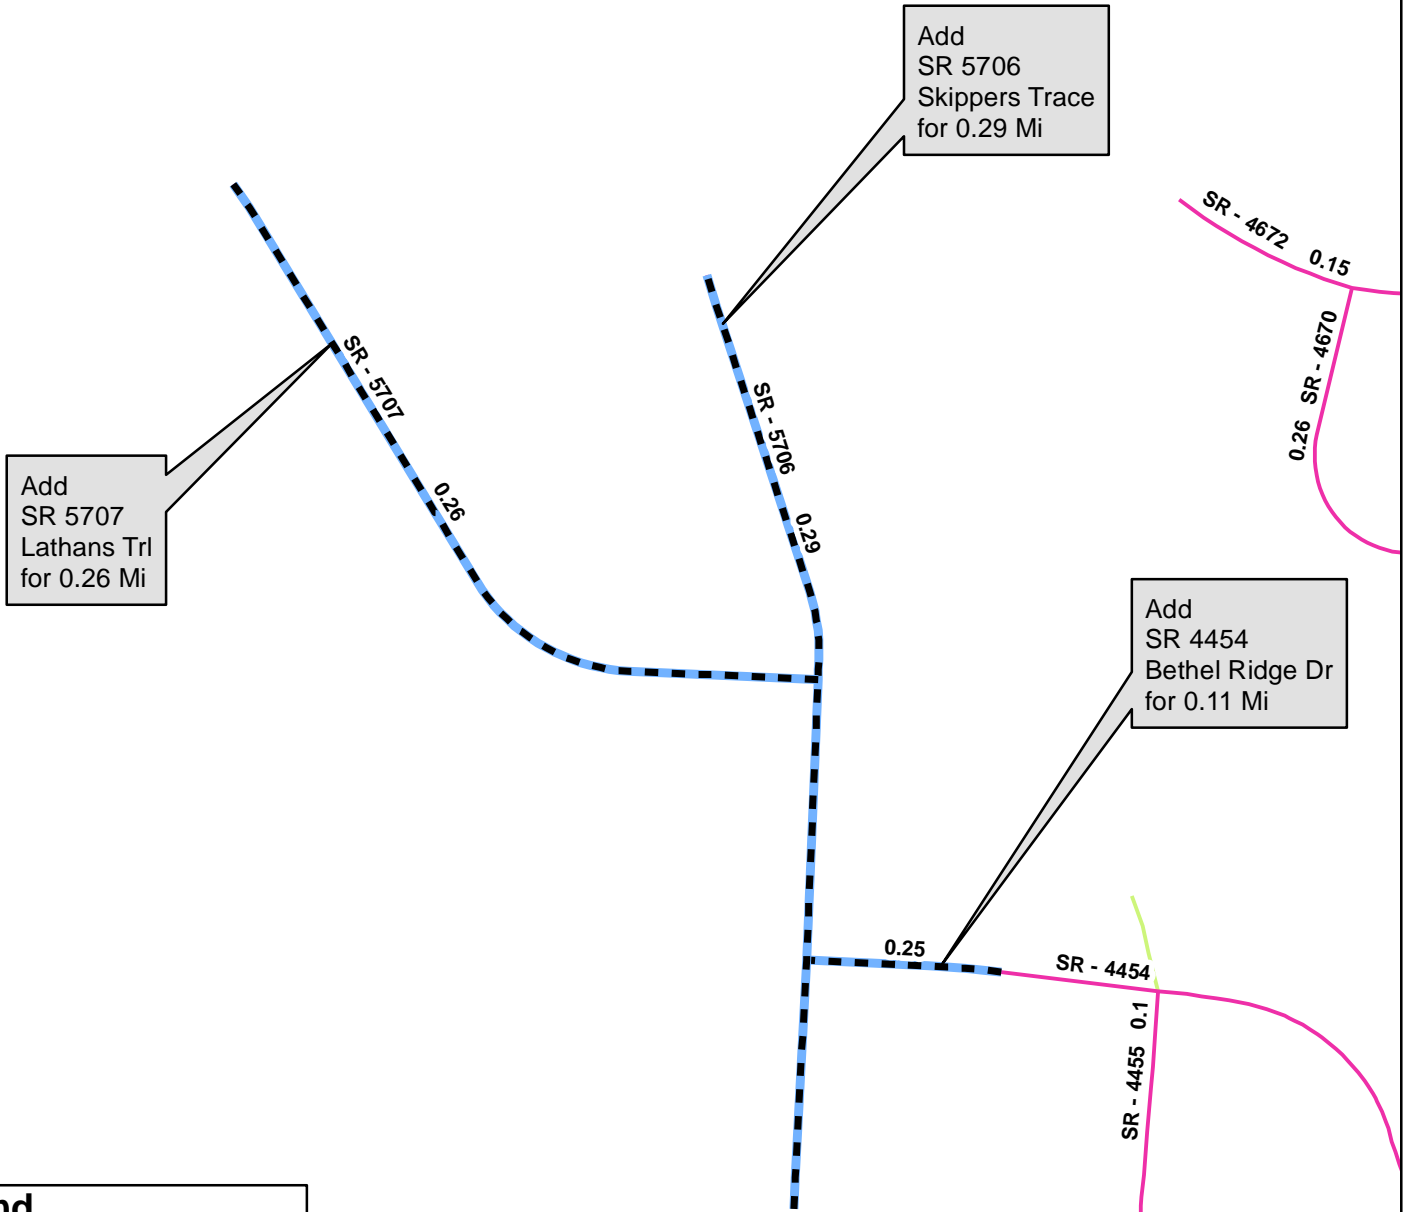 Add
SR 5706
Skippers Trace
for 0.29 Mi
SR - 4672 0.15
0.26 SR - 4670
SR - 5707
0.26
SR - 5706
0.29
Add
SR 5707
Lathans Trl
for 0.26 Mi
Add
SR 4454
Bethel Ridge Dr
for 0.11 Mi
0.25
SR - 4454
SR - 4455 0.1
nd